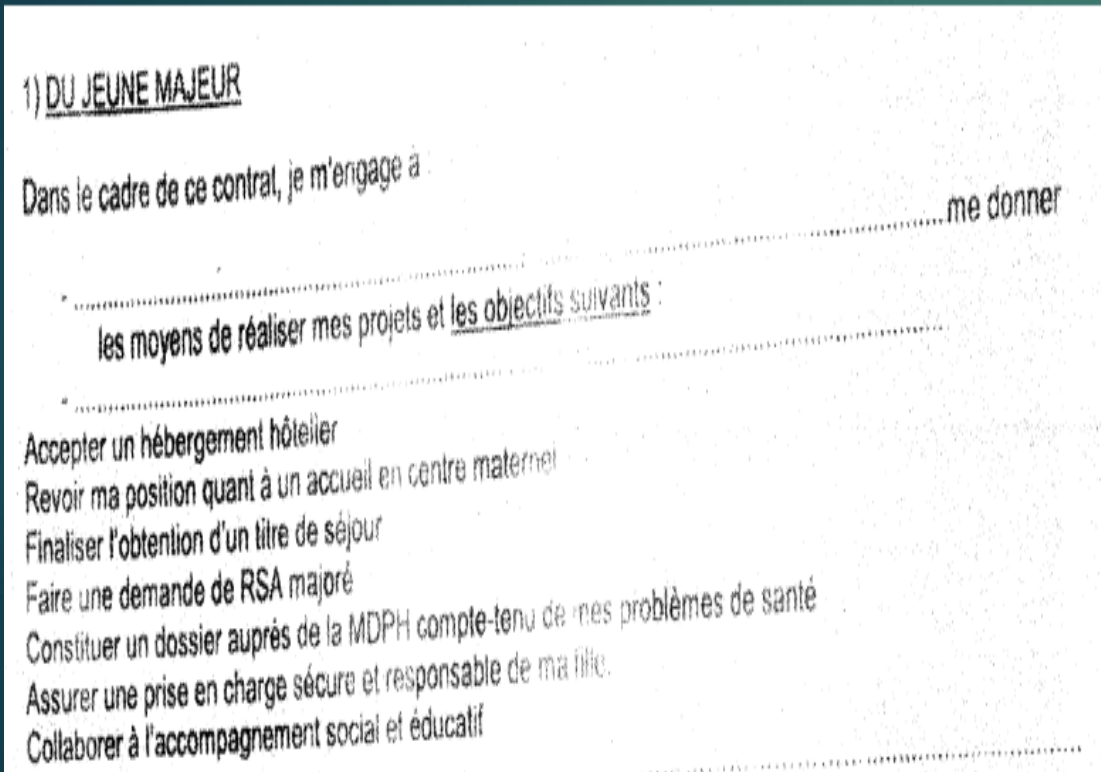 1) DU JEUNE MAJEUR
Dans le cadre de ce contrat, je m'engage à :
- ........................................................................................................me donner
les moyens de réaliser mes projets et les objectifs suivants :
- ........................................................................................................
Accepter un hébergement hôtelier
Revoir ma position quant à un accueil en centre maternel
Finaliser l'obtention d'un titre de séjour
Faire une demande de RSA majoré
Constituer un dossier auprès de la MDPH compte-tenu de mes problèmes de santé
Assurer une prise en charge sécure et responsable de ma fille.
Collaborer à l'accompagnement social et éducatif